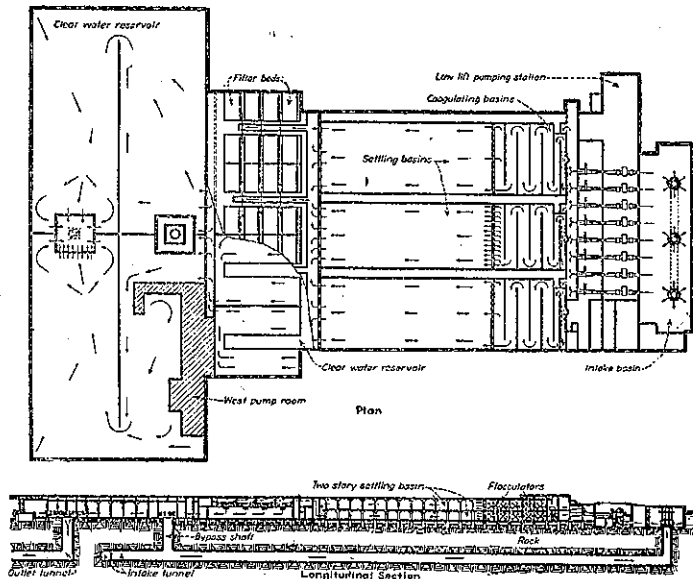 Clear water reservoir
Filter beds
Low lift pumping station
Coagulating basins
Settling basins
Clear water reservoir
Intake basin
West pump room
Plan
Two story settling basin
Flocculators
Bypass shaft
Rock
Outlet tunnel
Intake tunnel
Longitudinal Section